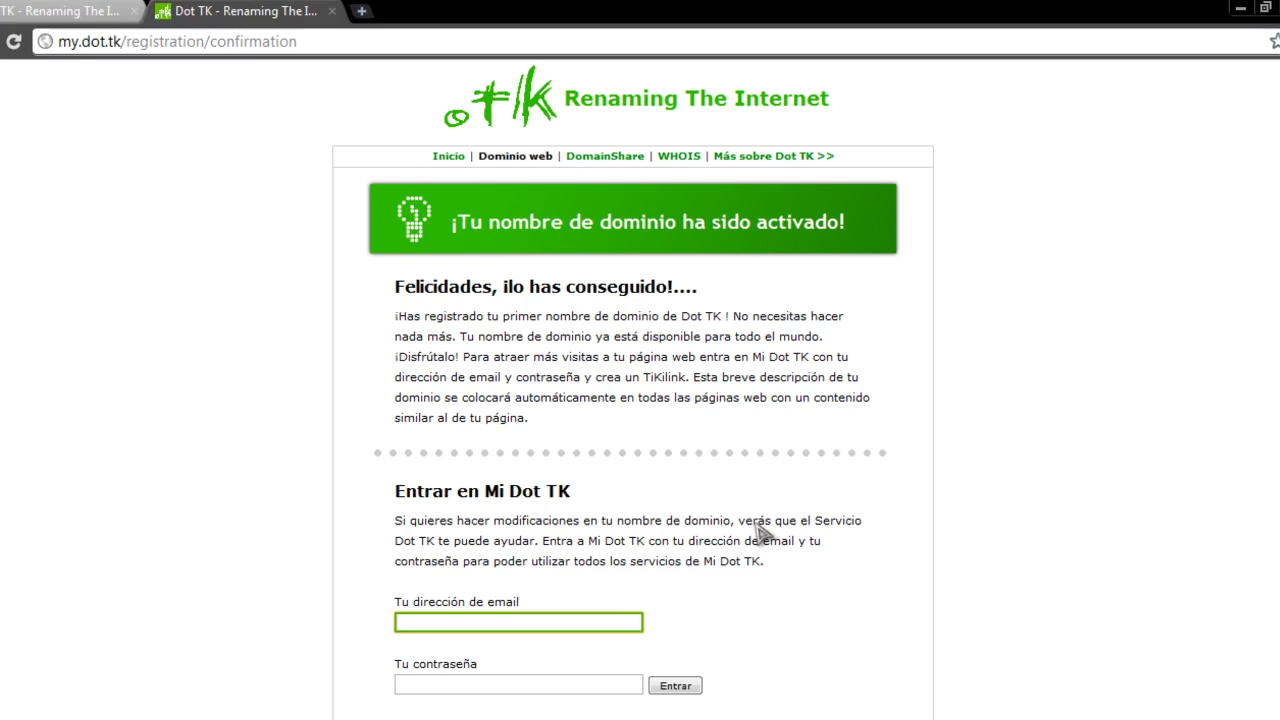 TK - Renaming The I...
Dot TK - Renaming The I...
my.dot.tk/registration/confirmation
.tk Renaming The Internet
Inicio | Dominio web | DomainShare | WHOIS | Más sobre Dot TK >>
¡Tu nombre de dominio ha sido activado!
Felicidades, ¡lo has conseguido!....
¡Has registrado tu primer nombre de dominio de Dot TK ! No necesitas hacer
nada más. Tu nombre de dominio ya está disponible para todo el mundo.
¡Disfrútalo! Para atraer más visitas a tu página web entra en Mi Dot TK con tu
dirección de email y contraseña y crea un TiKilink. Esta breve descripción de tu
dominio se colocará automáticamente en todas las páginas web con un contenido
similar al de tu página.
Entrar en Mi Dot TK
Si quieres hacer modificaciones en tu nombre de dominio, verás que el Servicio
Dot TK te puede ayudar. Entra a Mi Dot TK con tu dirección de email y tu
contraseña para poder utilizar todos los servicios de Mi Dot TK.
Tu dirección de email
Tu contraseña
Entrar